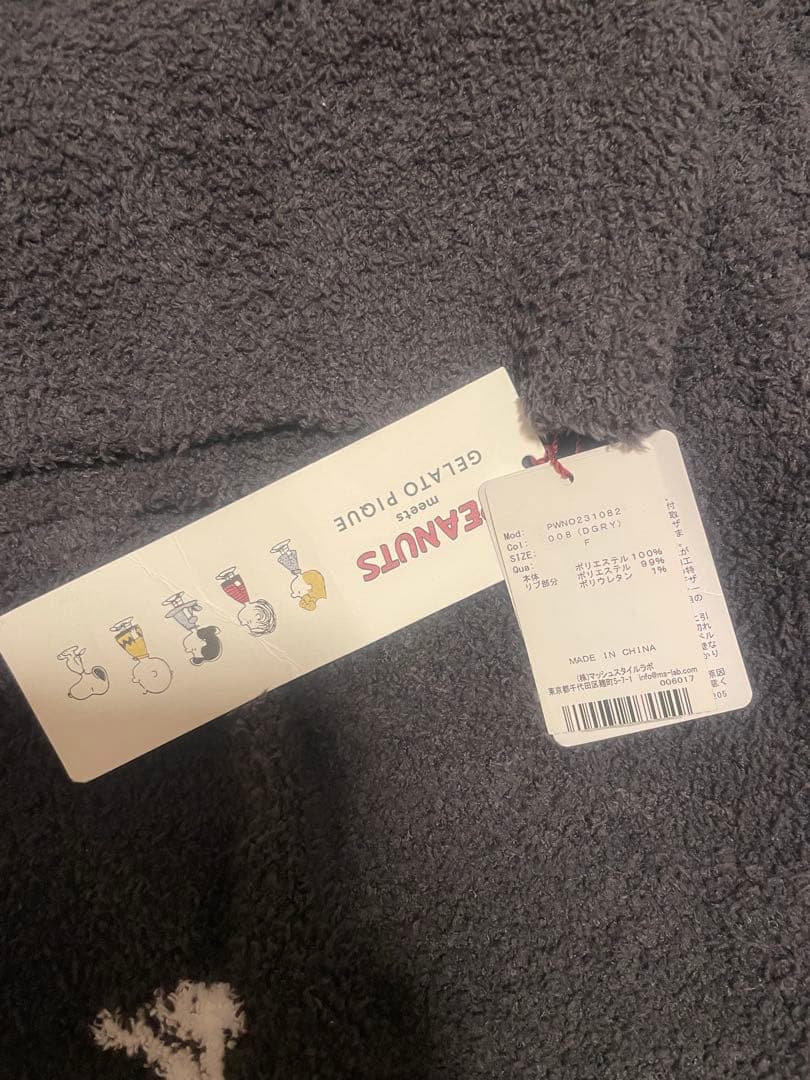 PEANUTS
meets
GELATO PIQUE
Mod: PWNO231082
Col: 008 (DGRY)
SIZE: F
Qua:
本体 ポリエステル 100%
リブ部分 ポリエステル 99%
ポリウレタン 1%
MADE IN CHINA
(株)マッシュスタイルラボ
東京都千代田区麹町5-7-1 info@ms-lab.com
006017